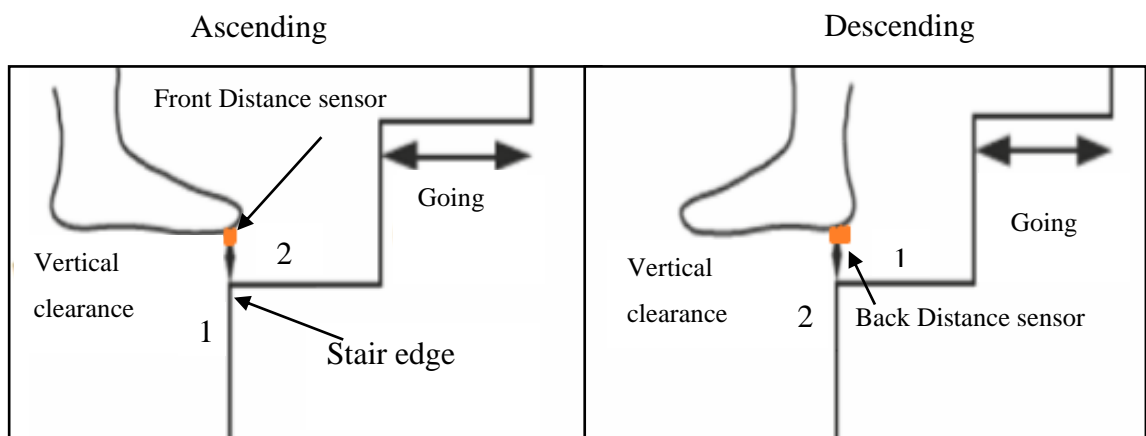 Ascending
Descending
Front Distance sensor
Going
2
Vertical
clearance
1
Stair edge
Going
1
Vertical
clearance
2
Back Distance sensor